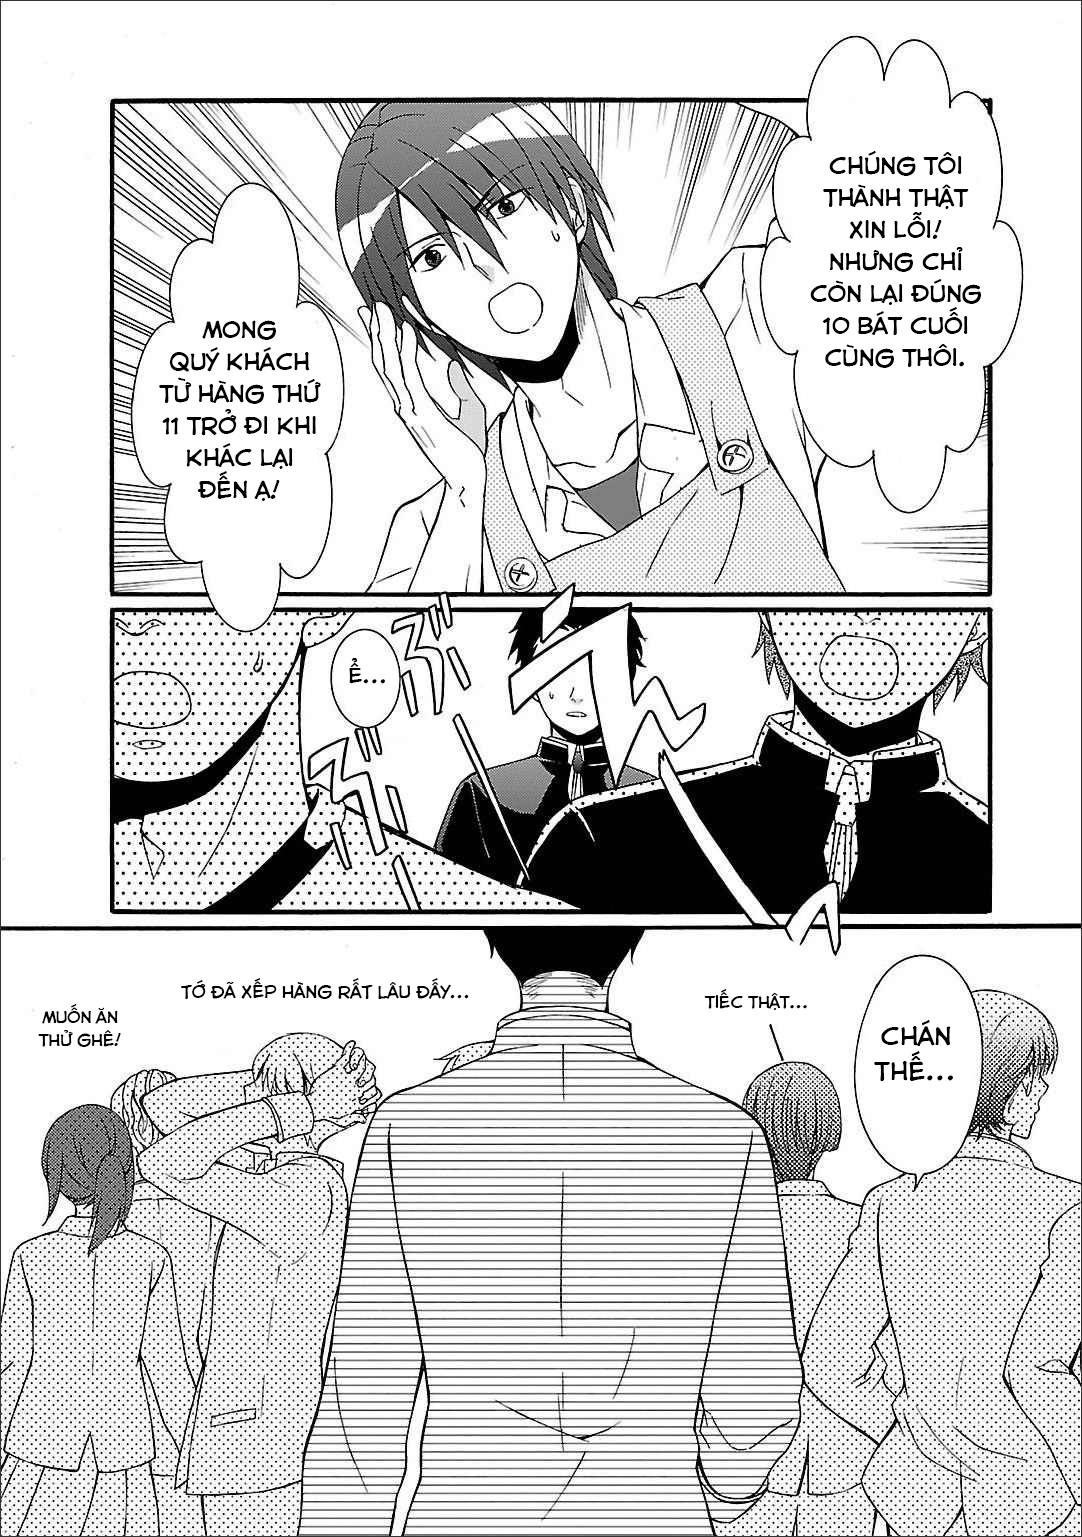 CHÚNG TÔI
THÀNH THẬT
XIN LỖI!
NHƯNG CHỈ
CÒN LẠI ĐÚNG
10 BÁT CUỐI
CÙNG THÔI.
MONG
QUÝ KHÁCH
TỪ HÀNG THỨ
11 TRỞ ĐI KHI
KHÁC LẠI
ĐẾN Ạ!
Ể...
CHÁN
THẾ...
TIẾC THẬT...
TỚ ĐÃ XẾP HÀNG RẤT LÂU ĐẤY...
MUỐN ĂN
THỬ GHÊ!